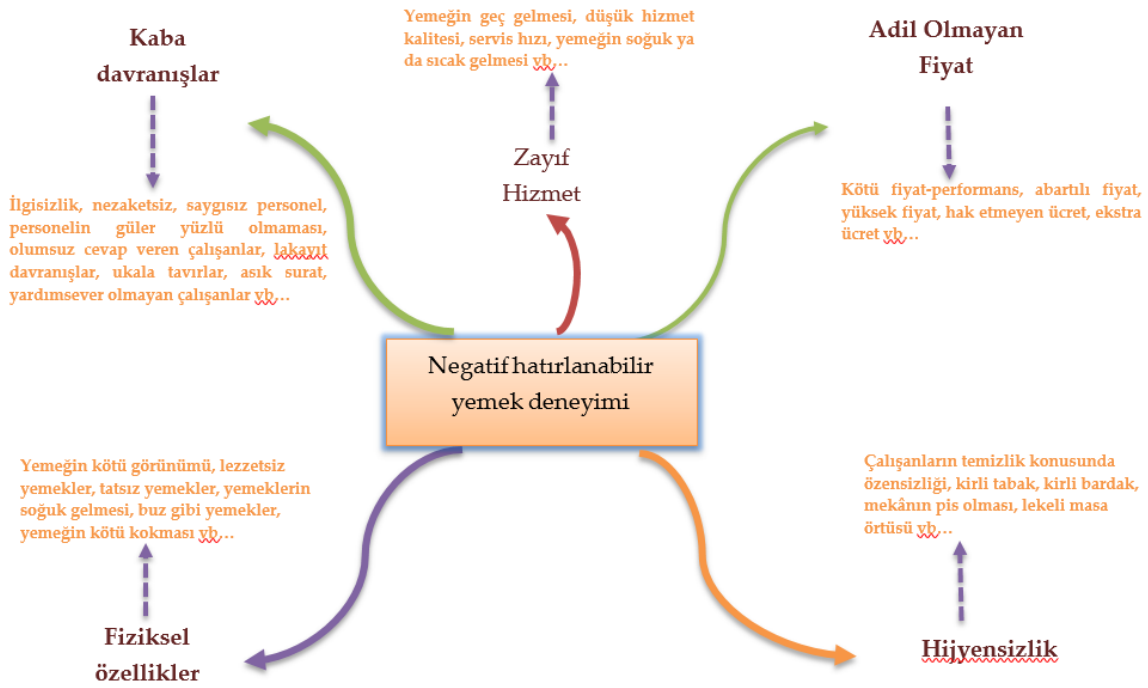 Kaba
davranışlar
İlgisizlik, nezaketsiz, saygısız personel,
personelin güler yüzlü olmaması,
olumsuz cevap veren çalışanlar, lakayıt
davranışlar, ukala tavırlar, asık surat,
yardımsever olmayan çalışanlar vb…
Yemeğin geç gelmesi, düşük hizmet
kalitesi, servis hızı, yemeğin soğuk ya
da sıcak gelmesi vb…
Zayıf
Hizmet
Adil Olmayan
Fiyat
Kötü fiyat-performans, abartılı fiyat,
yüksek fiyat, hak etmeyen ücret, ekstra
ücret vb…
Negatif hatırlanabilir
yemek deneyimi
Yemeğin kötü görünümü, lezzetsiz
yemekler, tatsız yemekler, yemeklerin
soğuk gelmesi, buz gibi yemekler,
yemeğin kötü kokması vb…
Fiziksel
özellikler
Çalışanların temizlik konusunda
özensizliği, kirli tabak, kirli bardak,
mekânın pis olması, lekeli masa
örtüsü vb…
Hijyensizlik